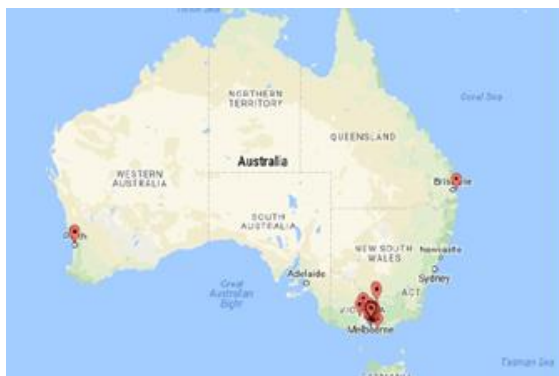 Coral Sea
NORTHERN
TERRITORY
QUEENSLAND
Australia
WESTERN
AUSTRALIA
Brisbane
SOUTH
AUSTRALIA
NEW SOUTH
WALES
Newcastle
Sydney
Adelaide
Great
Australian
Bight
ACT
Melbourne
Tasman Sea